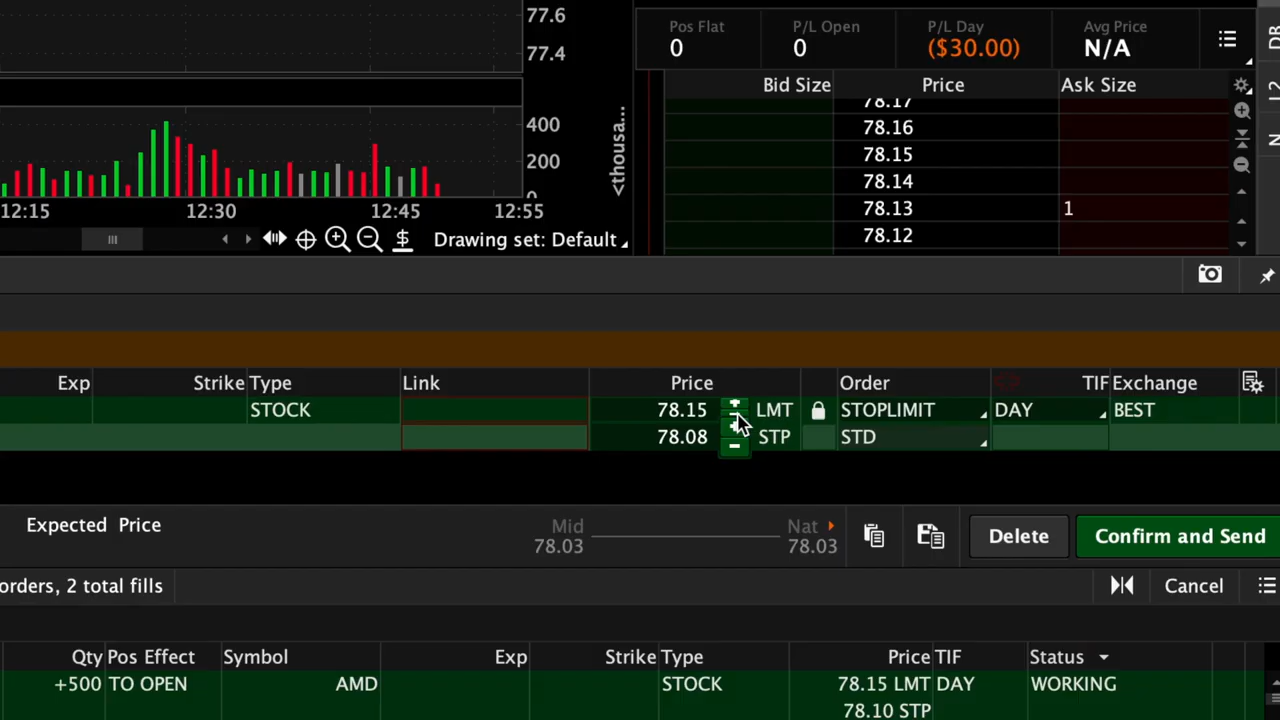 77.6
77.4
400
200
0
<thousa...
12:15 12:30 12:45 12:55
Drawing set: Default
Pos Flat P/L Open P/L Day Avg Price
0 0 ($30.00) N/A
Bid Size Price Ask Size
78.17
78.16
78.15
78.14
78.13 1
78.12
DB
L2
N
Exp Strike Type Link Price Order TIF Exchange
STOCK 78.15 LMT STOPLIMIT DAY BEST
78.08 STP STD
Expected Price Mid Nat
78.03 78.03
Delete Confirm and Send
orders, 2 total fills Cancel
Qty Pos Effect Symbol Exp Strike Type Price TIF Status
+500 TO OPEN AMD STOCK 78.15 LMT DAY WORKING
78.10 STP